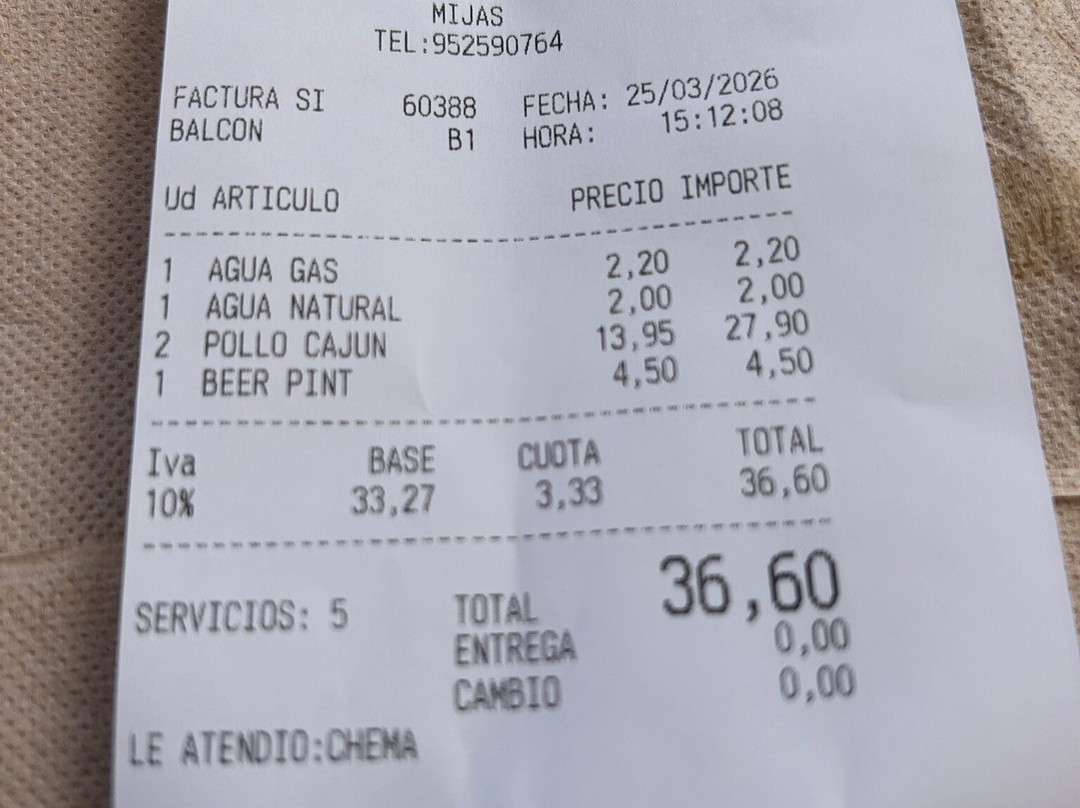 MIJAS
TEL:952590764
FACTURA SI 60388 FECHA: 25/03/2026
BALCON B1 HORA: 15:12:08
Ud ARTICULO PRECIO IMPORTE
1 AGUA GAS 2,20 2,20
1 AGUA NATURAL 2,00 2,00
2 POLLO CAJUN 13,95 27,90
1 BEER PINT 4,50 4,50
Iva BASE CUOTA TOTAL
10% 33,27 3,33 36,60
SERVICIOS: 5 TOTAL 36,60
ENTREGA 0,00
CAMBIO 0,00
LE ATENDIO:CHEMA